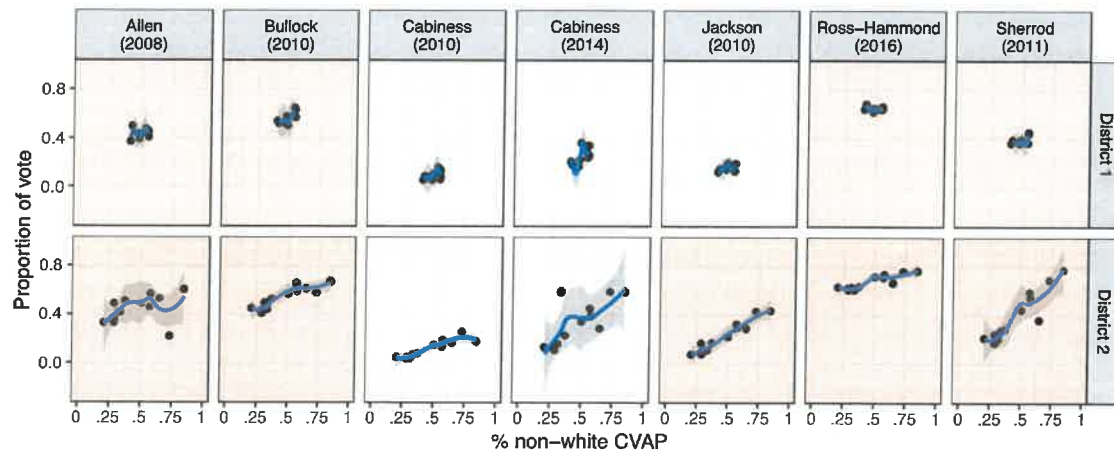 Allen
(2008)
Bullock
(2010)
Cabiness
(2010)
Cabiness
(2014)
Jackson
(2010)
Ross−Hammond
(2016)
Sherrod
(2011)
Proportion of vote
0.8
0.4
0.0
District 1
0.8
0.4
0.0
District 2
0 .25 .5 .75 1
0 .25 .5 .75 1
0 .25 .5 .75 1
0 .25 .5 .75 1
0 .25 .5 .75 1
0 .25 .5 .75 1
0 .25 .5 .75 1
% non−white CVAP